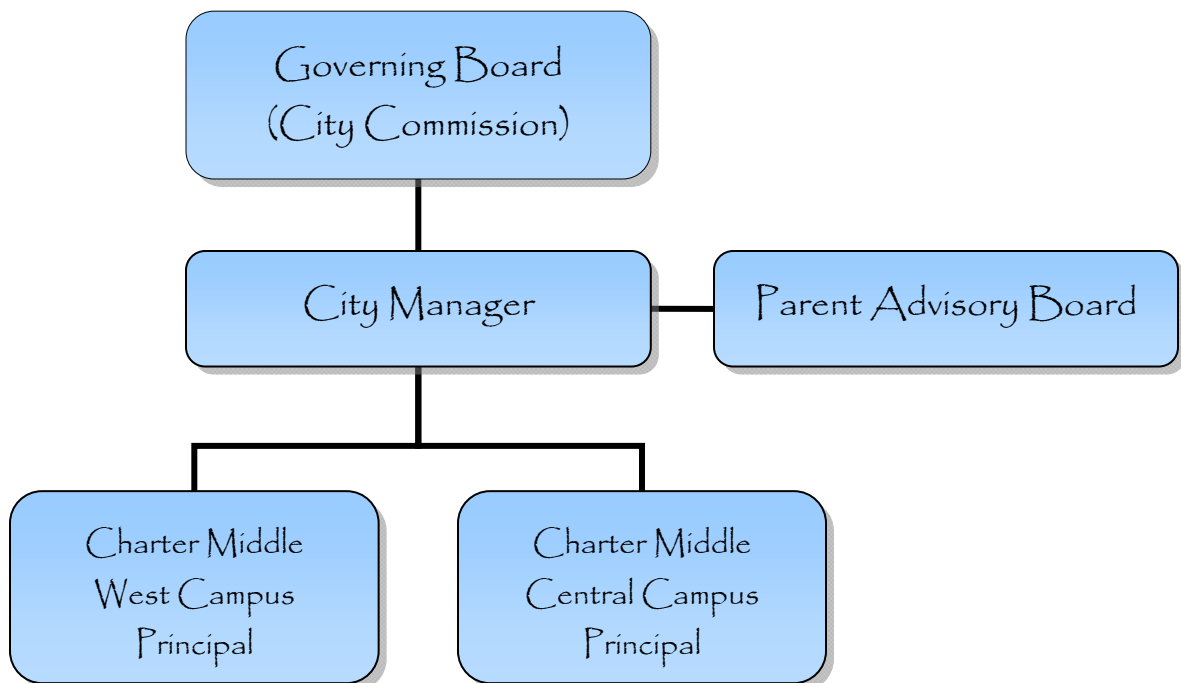 Governing Board
(City Commission)
City Manager
Parent Advisory Board
Charter Middle
West Campus
Principal
Charter Middle
Central Campus
Principal